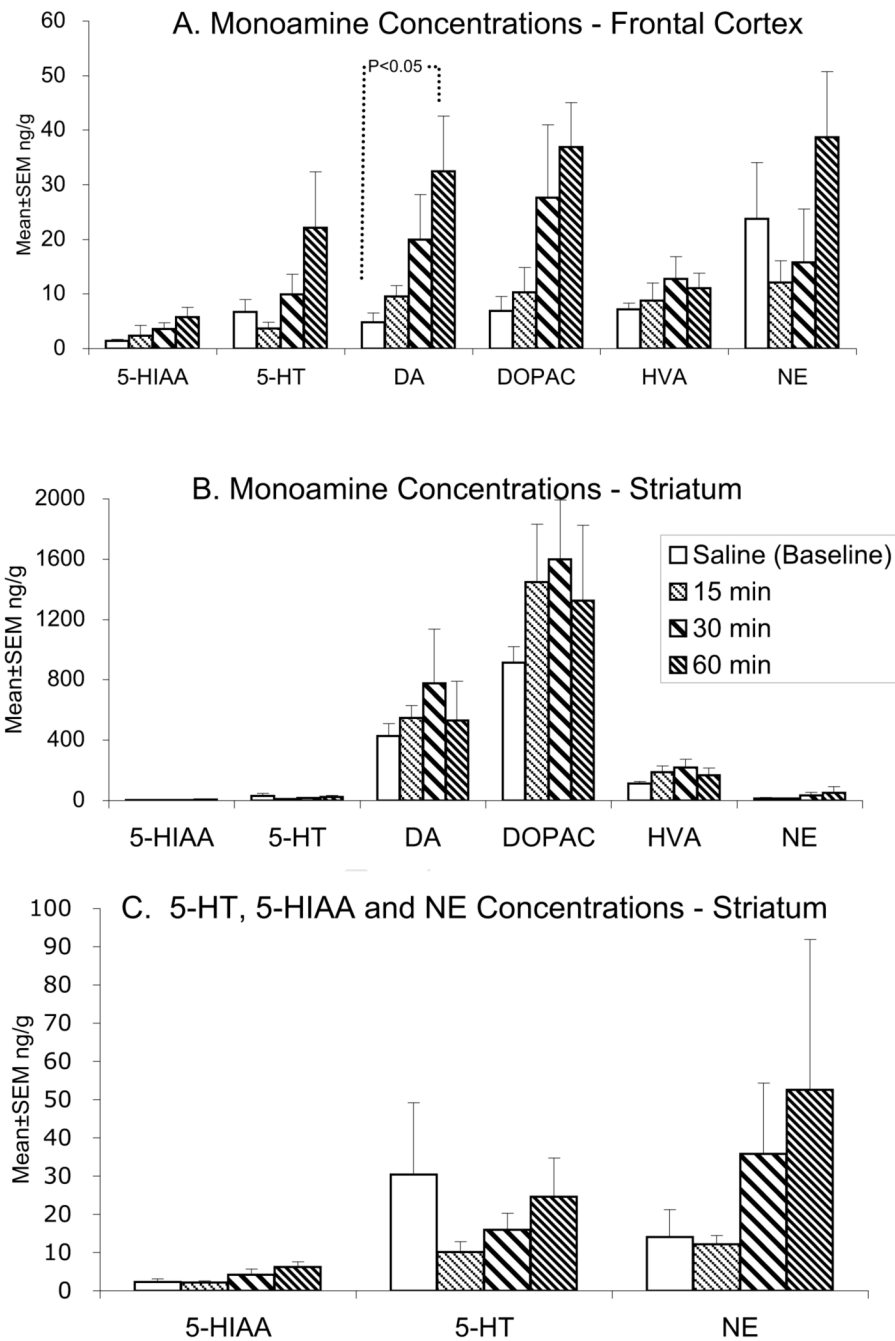 A. Monoamine Concentrations - Frontal Cortex
Mean±SEM ng/g
60
50
40
30
20
10
0
P<0.05
5-HIAA 5-HT DA DOPAC HVA NE
B. Monoamine Concentrations - Striatum
Mean±SEM ng/g
2000
1600
1200
800
400
0
Saline (Baseline)
15 min
30 min
60 min
5-HIAA 5-HT DA DOPAC HVA NE
C. 5-HT, 5-HIAA and NE Concentrations - Striatum
Mean±SEM ng/g
100
90
80
70
60
50
40
30
20
10
0
5-HIAA 5-HT NE